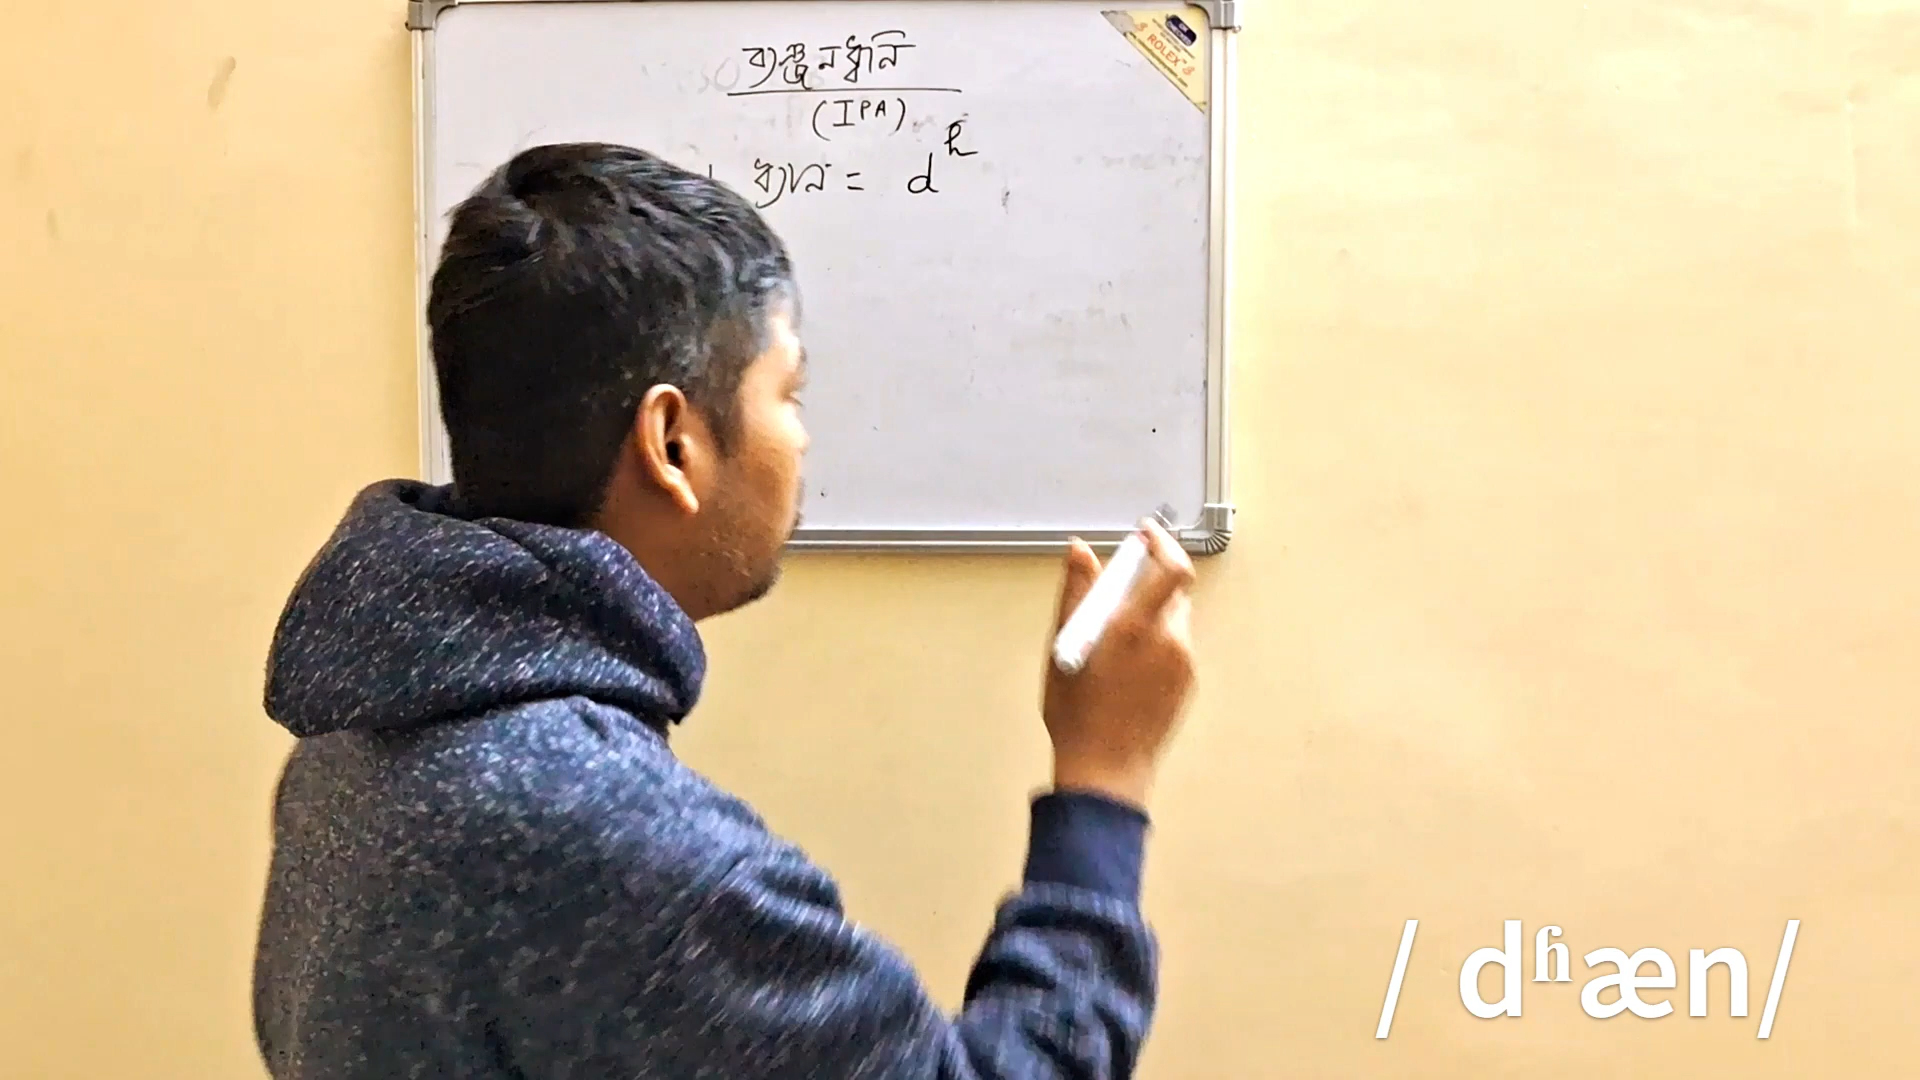 ব্যঞ্জনধ্বনি
(IPA)
ধ্যান = dʱ
ROLEX
/ dʱæn/